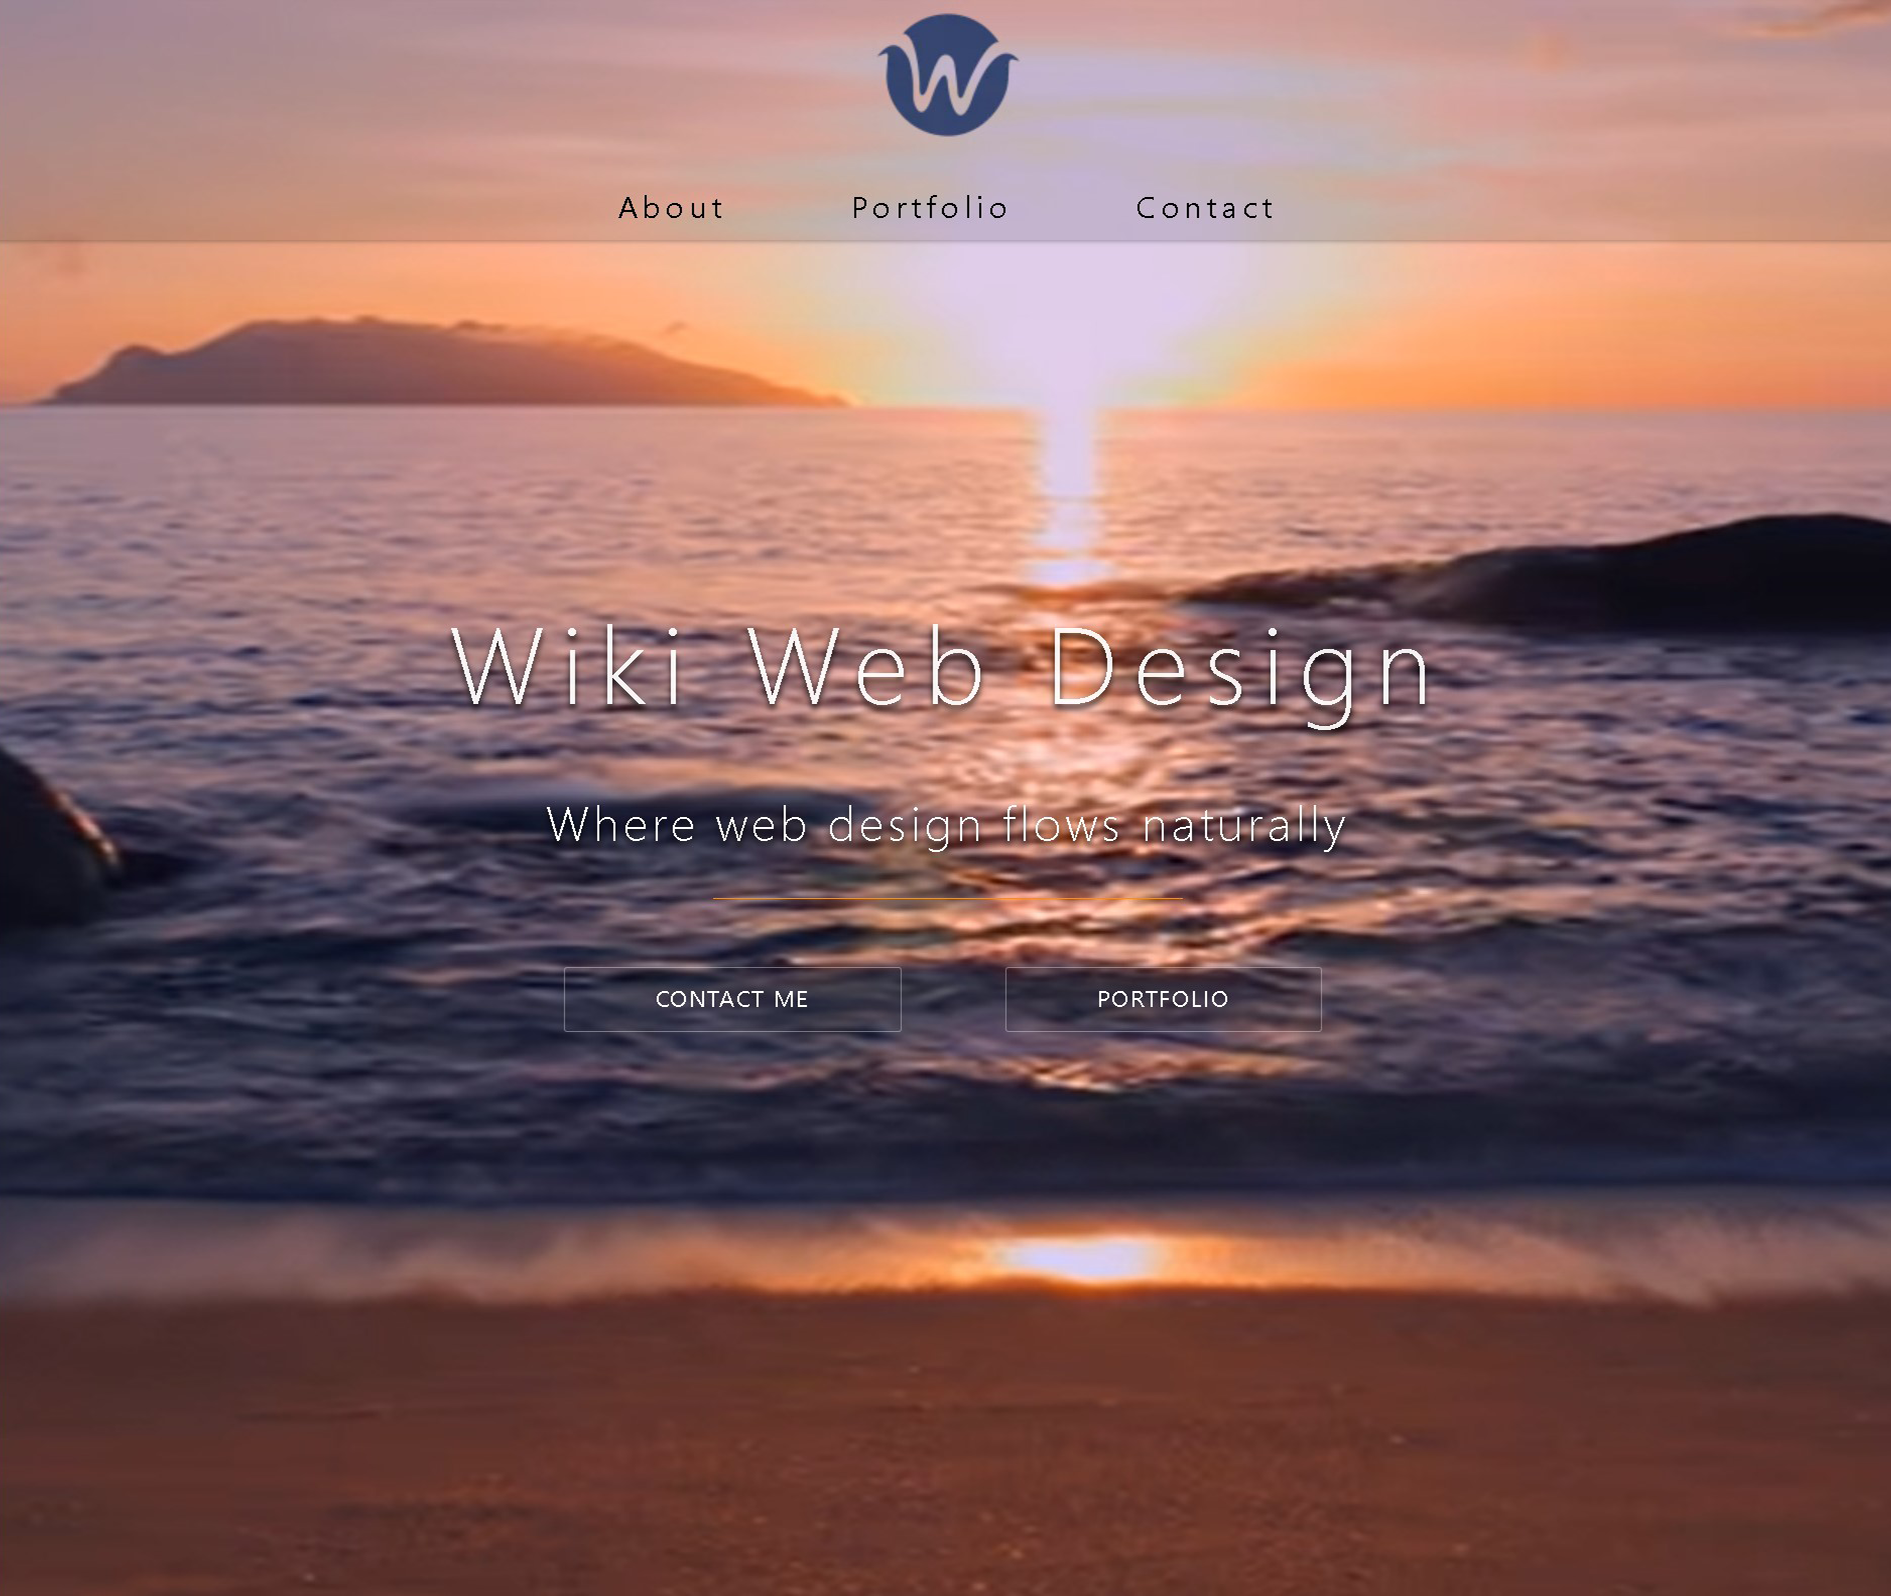 W
About Portfolio Contact
Wiki Web Design
Where web design flows naturally
CONTACT ME PORTFOLIO